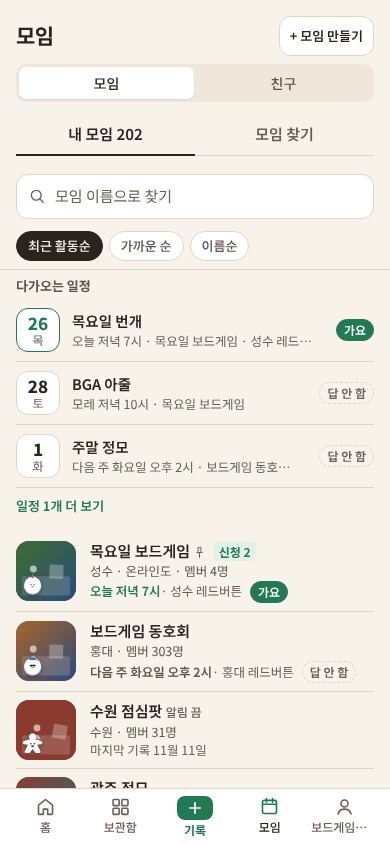 모임
+ 모임 만들기
모임
친구
내 모임 202
모임 찾기
모임 이름으로 찾기
최근 활동순
가까운 순
이름순
다가오는 일정
26
목
목요일 번개
오늘 저녁 7시 · 목요일 보드게임 · 성수 레드…
가요
28
토
BGA 아줄
모레 저녁 10시 · 목요일 보드게임
답 안 함
1
화
주말 정모
다음 주 화요일 오후 2시 · 보드게임 동호…
답 안 함
일정 1개 더 보기
목요일 보드게임 신청 2
성수 · 온라인도 · 멤버 4명
오늘 저녁 7시 · 성수 레드버튼 가요
보드게임 동호회
홍대 · 멤버 303명
다음 주 화요일 오후 2시 · 홍대 레드버튼 답 안 함
수원 점심팟 알림 끔
수원 · 멤버 31명
마지막 기록 11월 11일
광주 정모
홈
보관함
기록
모임
보드게임…